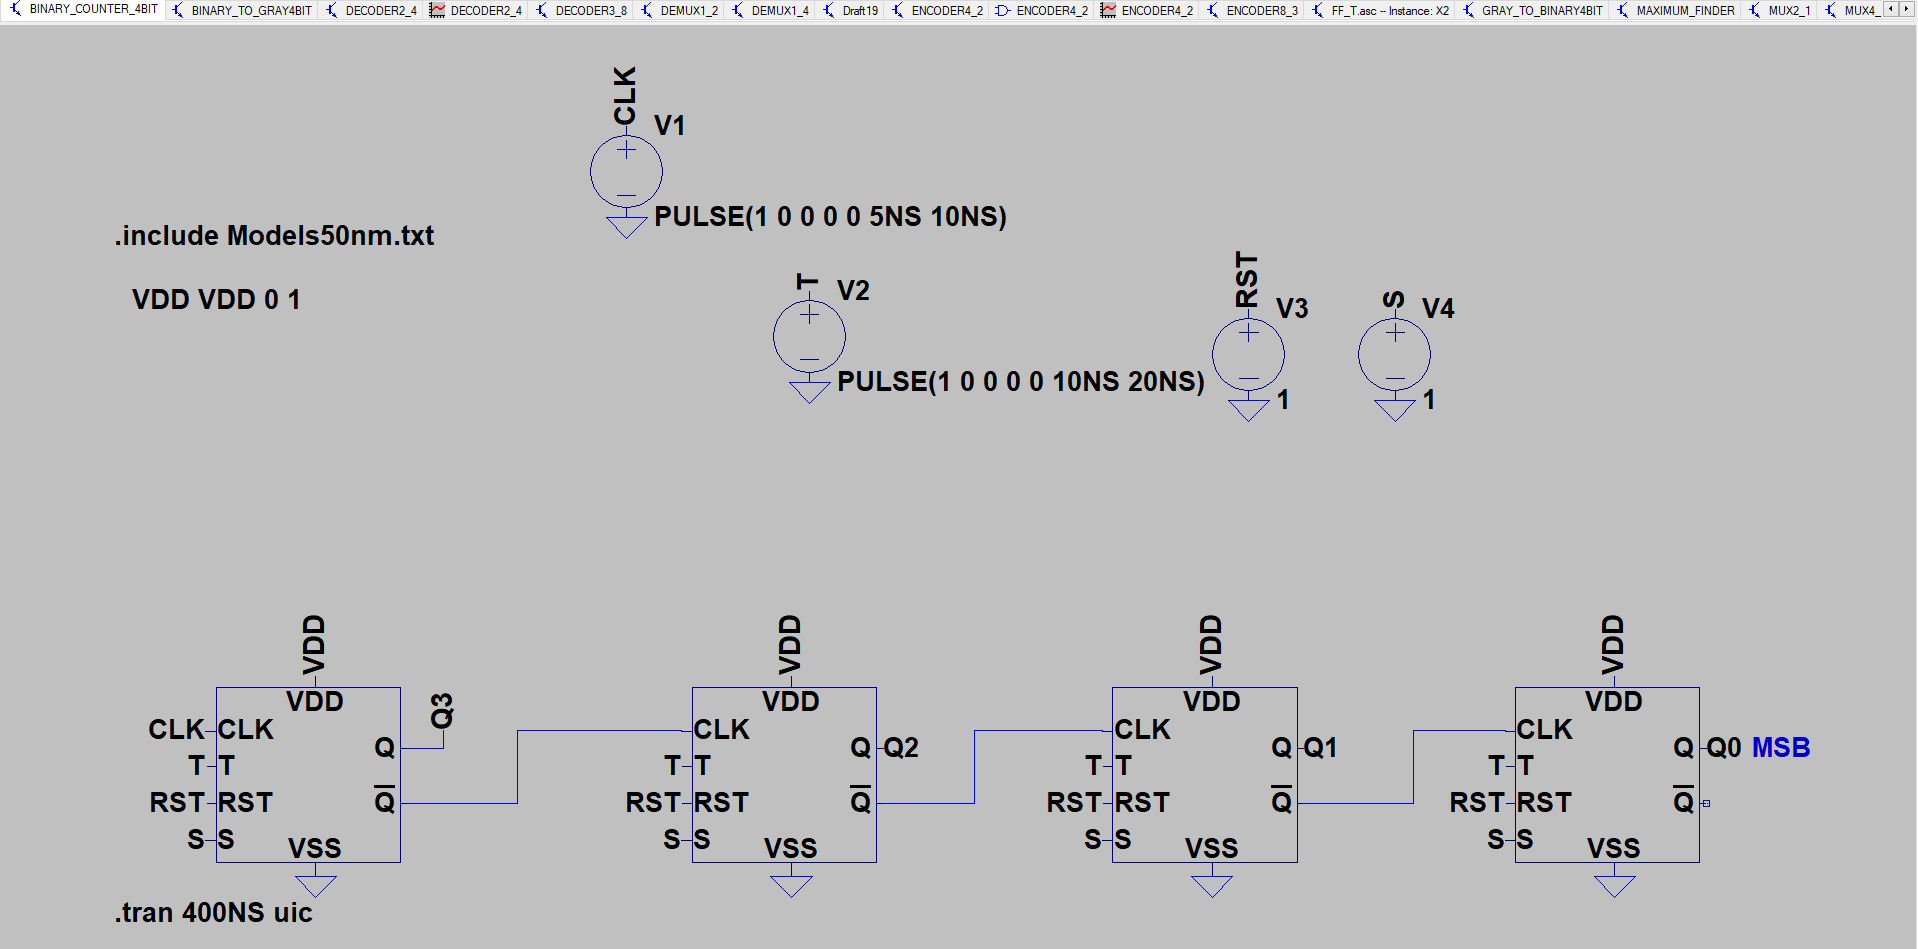 BINARY_COUNTER_4BIT BINARY_TO_GRAY4BIT DECODER2_4 DECODER2_4 DECODER3_8 DEMUX1_2 DEMUX1_4 Draft19 ENCODER4_2 ENCODER4_2 ENCODER4_2 ENCODER8_3 FF_T.asc -- Instance: X2 GRAY_TO_BINARY4BIT MAXIMUM_FINDER MUX2_1 MUX4_
CLK
V1
PULSE(1 0 0 0 0 5NS 10NS)
.include Models50nm.txt
VDD VDD 0 1
T
V2
PULSE(1 0 0 0 0 10NS 20NS)
RST
V3
1
S
V4
1
VDD
VDD
CLK CLK
Q3
Q
T T
RST RST
Q
S S
VSS
VDD
VDD
CLK
Q Q2
T T
RST RST
Q
S S
VSS
VDD
VDD
CLK
Q Q1
T T
RST RST
Q
S S
VSS
VDD
VDD
CLK
Q Q0 MSB
T T
RST RST
Q
S S
VSS
.tran 400NS uic